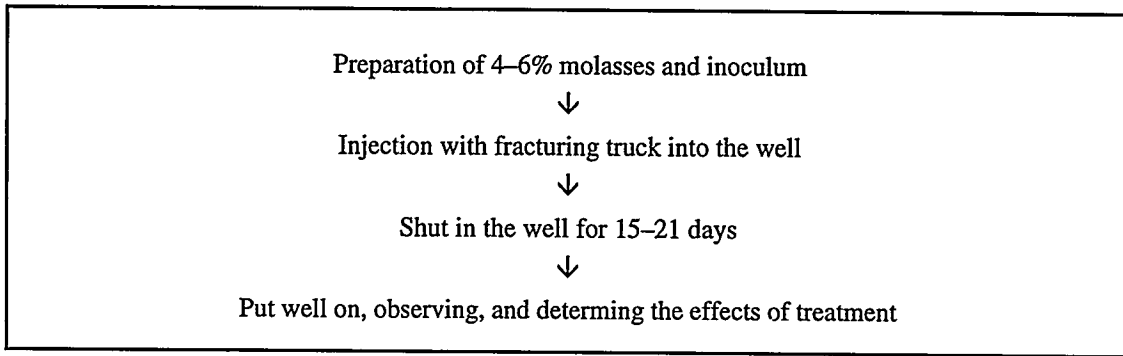 Preparation of 4–6% molasses and inoculum
↓
Injection with fracturing truck into the well
↓
Shut in the well for 15–21 days
↓
Put well on, observing, and determing the effects of treatment